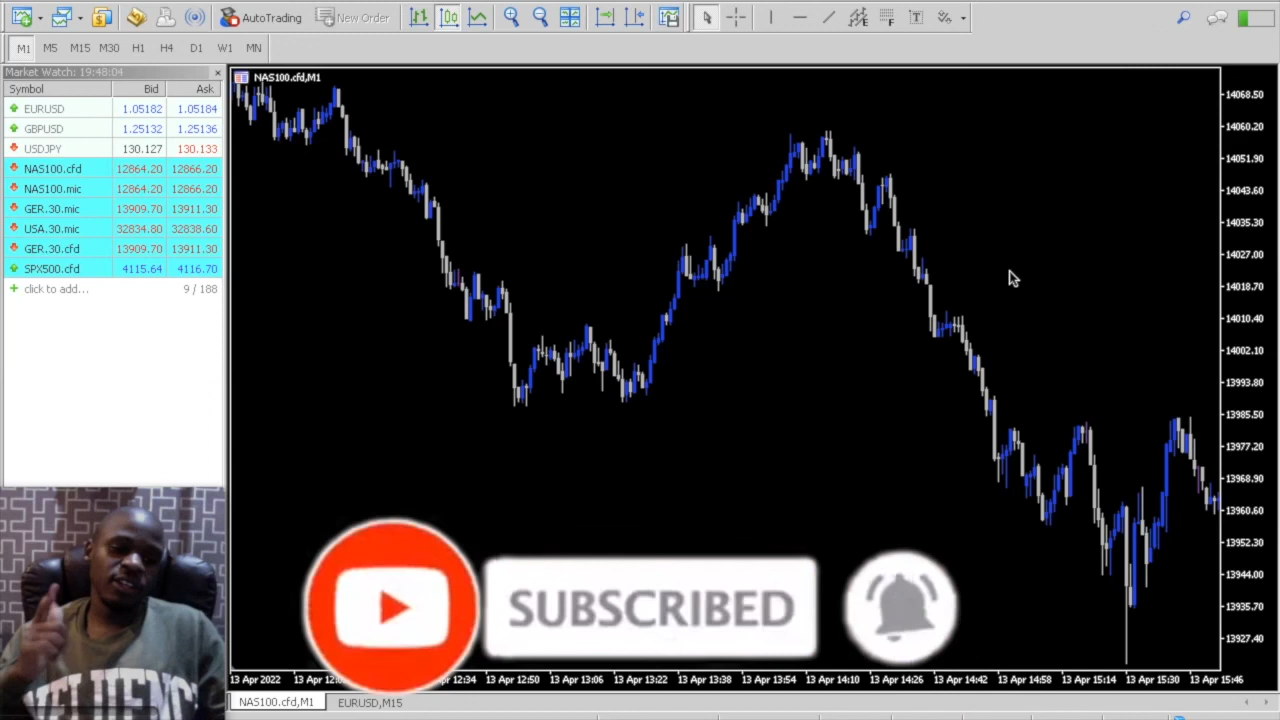 AutoTrading New Order
M1 M5 M15 M30 H1 H4 D1 W1 MN
Market Watch: 19:48:04
Symbol Bid Ask
EURUSD 1.05182 1.05184
GBPUSD 1.25132 1.25136
USDJPY 130.127 130.133
NAS100.cfd 12864.20 12866.20
NAS100.mic 12864.20 12866.20
GER.30.mic 13909.70 13911.30
USA.30.mic 32834.80 32838.60
GER.30.cfd 13909.70 13911.30
SPX500.cfd 4115.64 4116.70
click to add... 9 / 188
NAS100.cfd,M1
14068.50
14060.20
14051.90
14043.60
14035.30
14027.00
14018.70
14010.40
14002.10
13993.80
13985.50
13977.20
13968.90
13960.60
13952.30
13944.00
13935.70
13927.40
SUBSCRIBED
13 Apr 2022 13 Apr 12:0 12:34 13 Apr 12:50 13 Apr 13:06 13 Apr 13:22 13 Apr 13:38 13 Apr 13:54 13 Apr 14:10 13 Apr 14:26 13 Apr 14:42 13 Apr 14:58 13 Apr 15:14 13 Apr 15:30 13 Apr 15:46
NAS100.cfd,M1 EURUSD,M15